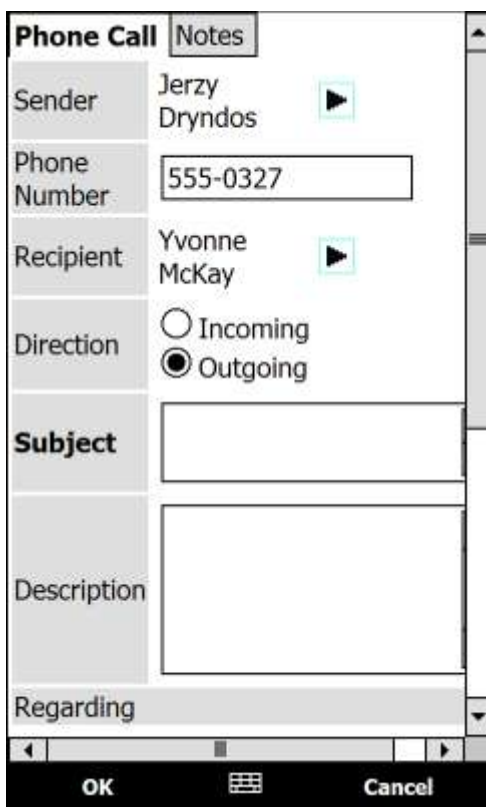 Phone Call Notes
Sender
Jerzy
Dryndos
Phone
Number
555-0327
Recipient
Yvonne
McKay
Direction
Incoming
Outgoing
Subject
Description
Regarding
OK Cancel